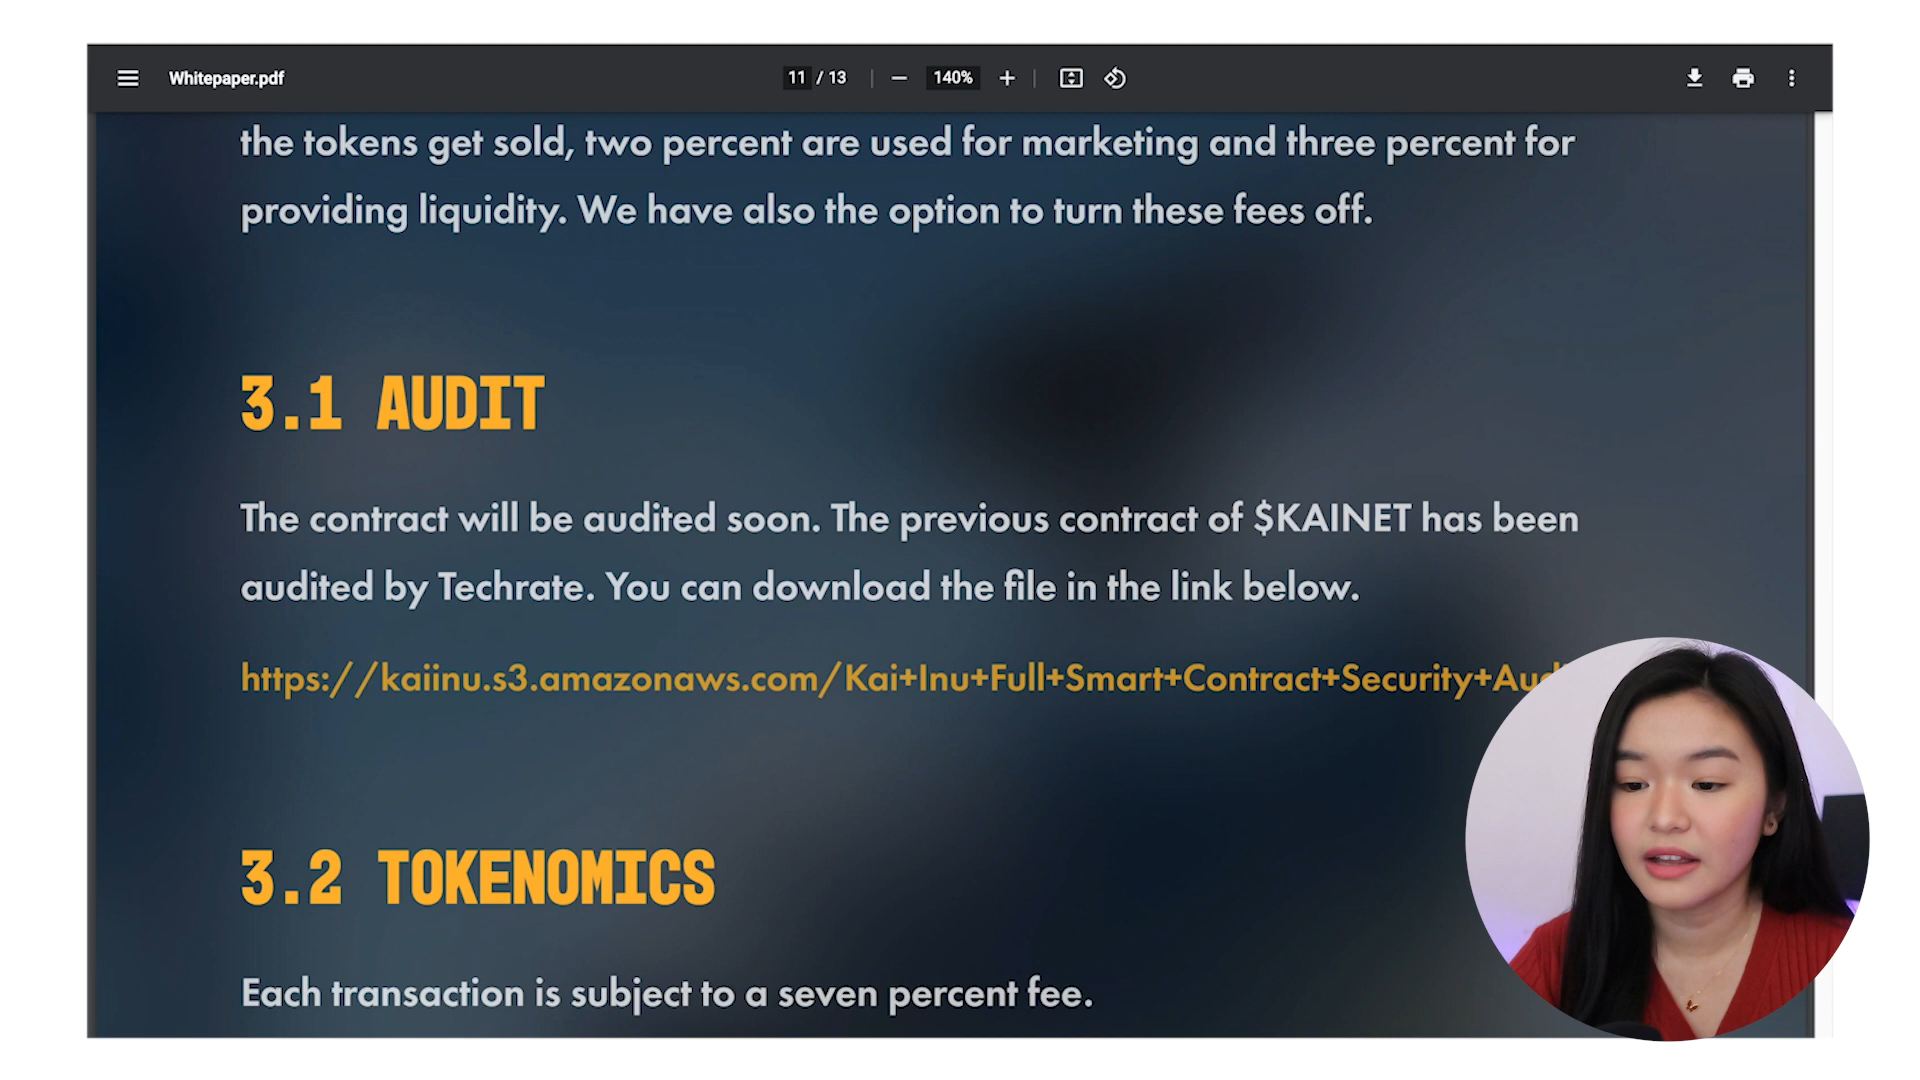 Whitepaper.pdf
11 / 13
140%
the tokens get sold, two percent are used for marketing and three percent for
providing liquidity. We have also the option to turn these fees off.
3.1 AUDIT
The contract will be audited soon. The previous contract of $KAINET has been
audited by Techrate. You can download the file in the link below.
https://kaiinu.s3.amazonaws.com/Kai+Inu+Full+Smart+Contract+Security+Au
3.2 TOKENOMICS
Each transaction is subject to a seven percent fee.